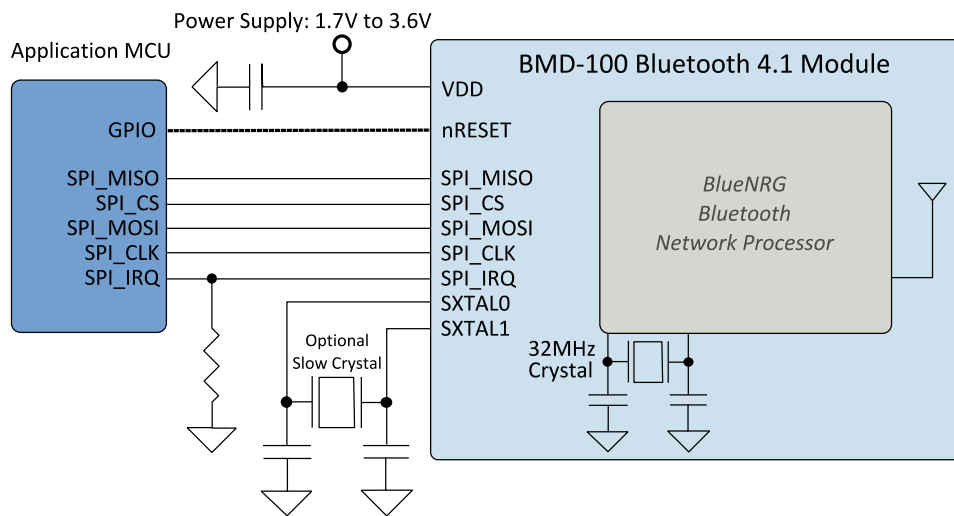 Power Supply: 1.7V to 3.6V
Application MCU
BMD-100 Bluetooth 4.1 Module
VDD
GPIO
nRESET
SPI_MISO
SPI_CS
SPI_MOSI
SPI_CLK
SPI_IRQ
SPI_MISO
SPI_CS
SPI_MOSI
SPI_CLK
SPI_IRQ
SXTAL0
SXTAL1
BlueNRG
Bluetooth
Network Processor
Optional
Slow Crystal
32MHz
Crystal